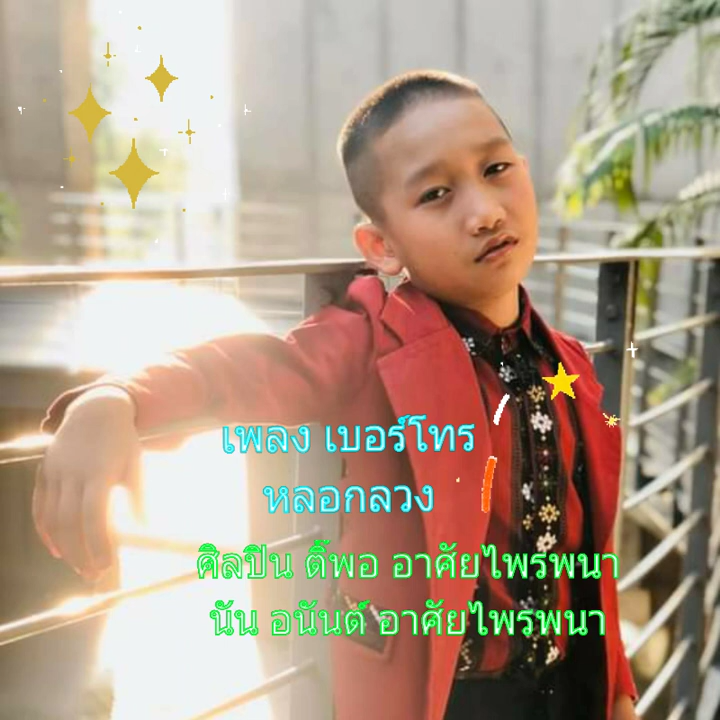 เพลง เบอร์โทร
หลอกลวง
ศิลปิน ติ๊พอ อาศัยไพรพนา
นัน อนันต์ อาศัยไพรพนา